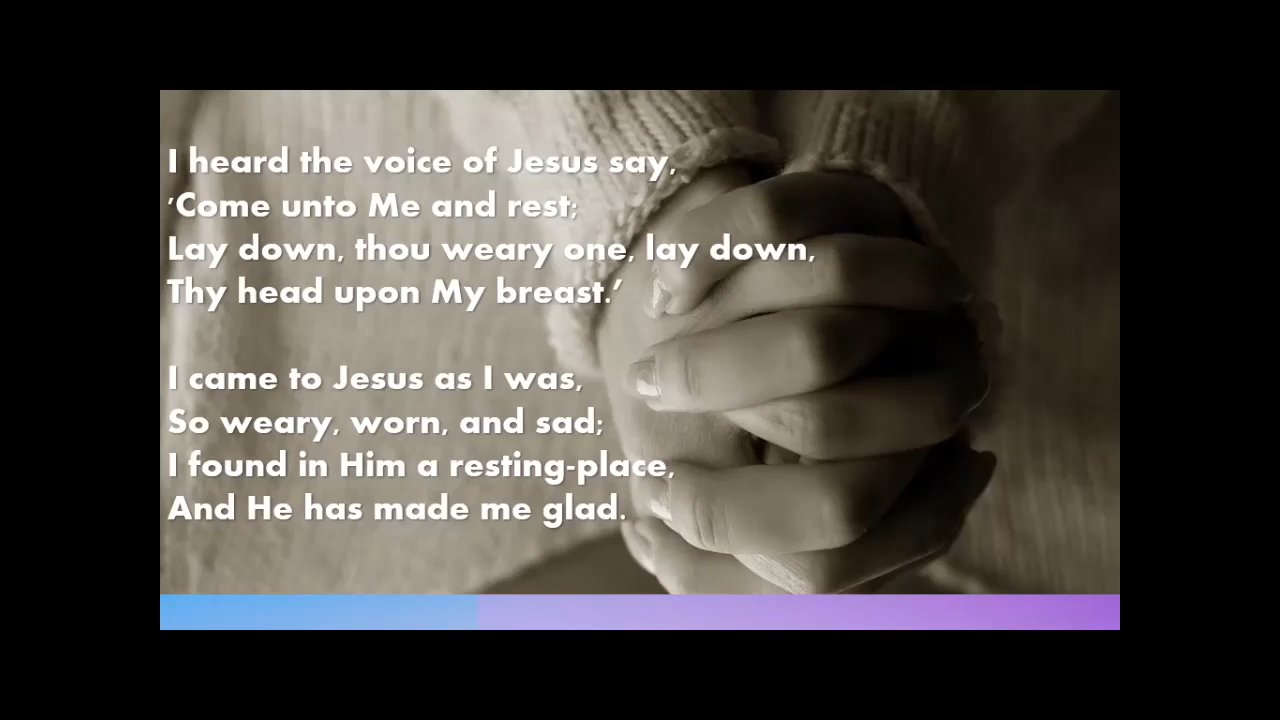 I heard the voice of Jesus say,
'Come unto Me and rest;
Lay down, thou weary one, lay down,
Thy head upon My breast.’
I came to Jesus as I was,
So weary, worn, and sad;
I found in Him a resting-place,
And He has made me glad.